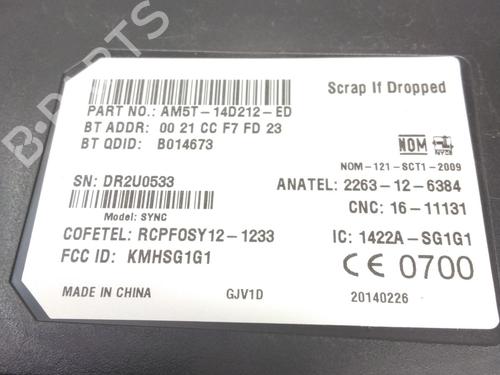 Scrap If Dropped
PART NO.: AM5T-14D212-ED
BT ADDR: 00 21 CC F7 FD 23
BT QDID: B014673
NOM NYCE
NOM-121-SCT1-2009
SN: DR2U0533
ANATEL: 2263-12-6384
Model: SYNC
CNC: 16-11131
COFETEL: RCPFOSY12-1233
IC: 1422A-SG1G1
FCC ID: KMHSG1G1
CE 0700
MADE IN CHINA
GJV1D
20140226
B-PARTS